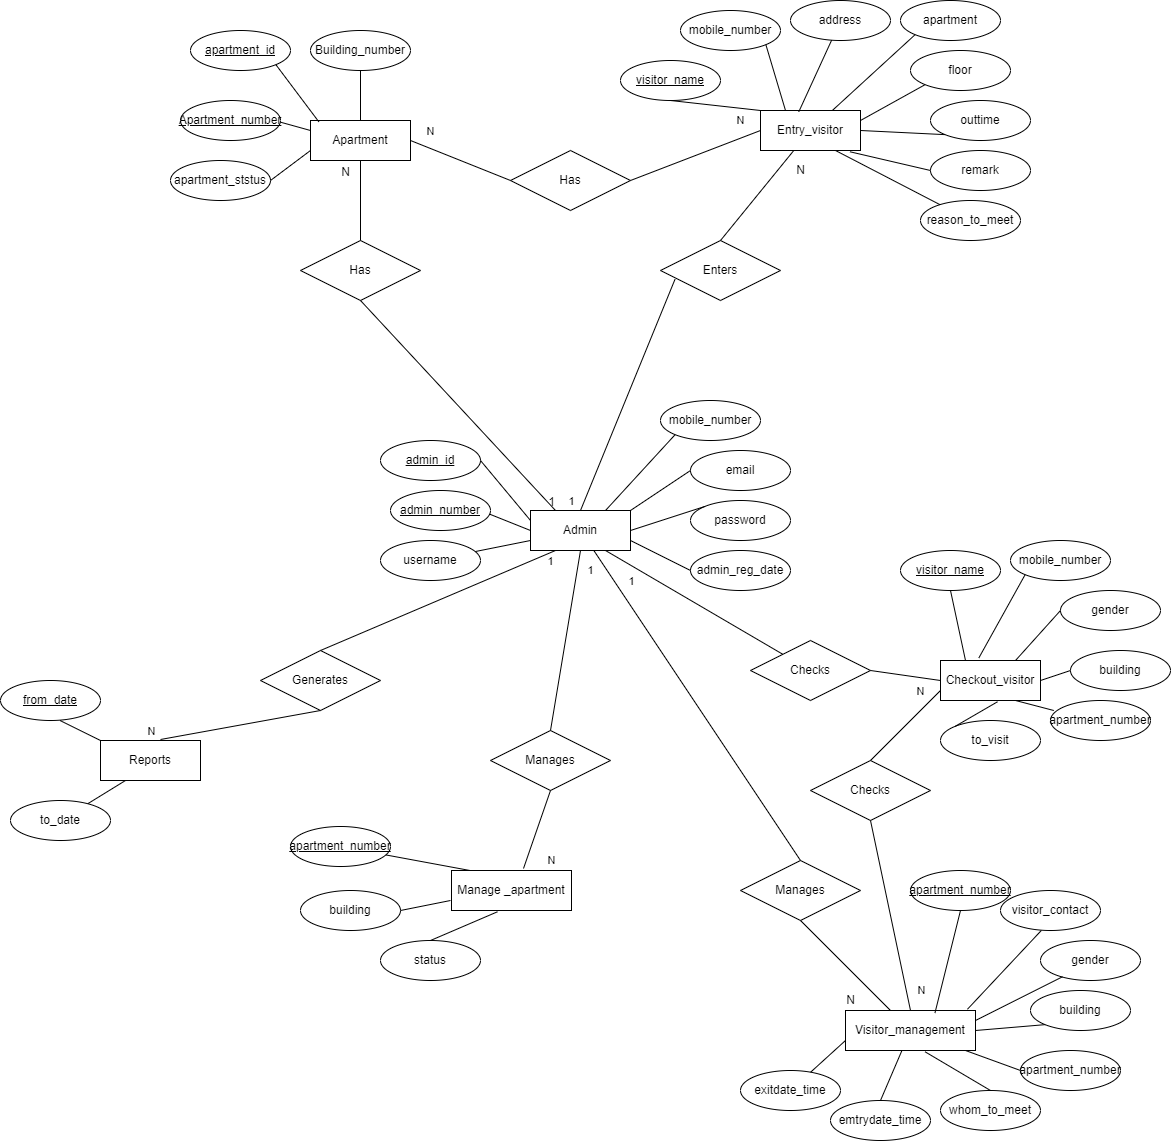 address
apartment
mobile_number
apartment_id
Building_number
floor
visitor_name
Apartment_number
N
outtime
Entry_visitor
N
Apartment
remark
N
N
apartment_ststus
Has
reason_to_meet
Has
Enters
mobile_number
admin_id
email
1
1
admin_number
password
Admin
username
1
1
1
admin_reg_date
visitor_name
mobile_number
gender
Generates
Checks
Checkout_visitor
building
N
from_date
apartment_number
N
to_visit
Reports
Manages
Checks
to_date
apartment_number
N
Manage _apartment
Manages
apartment_number
building
visitor_contact
status
gender
N
N
building
Visitor_management
apartment_number
exitdate_time
whom_to_meet
emtrydate_time